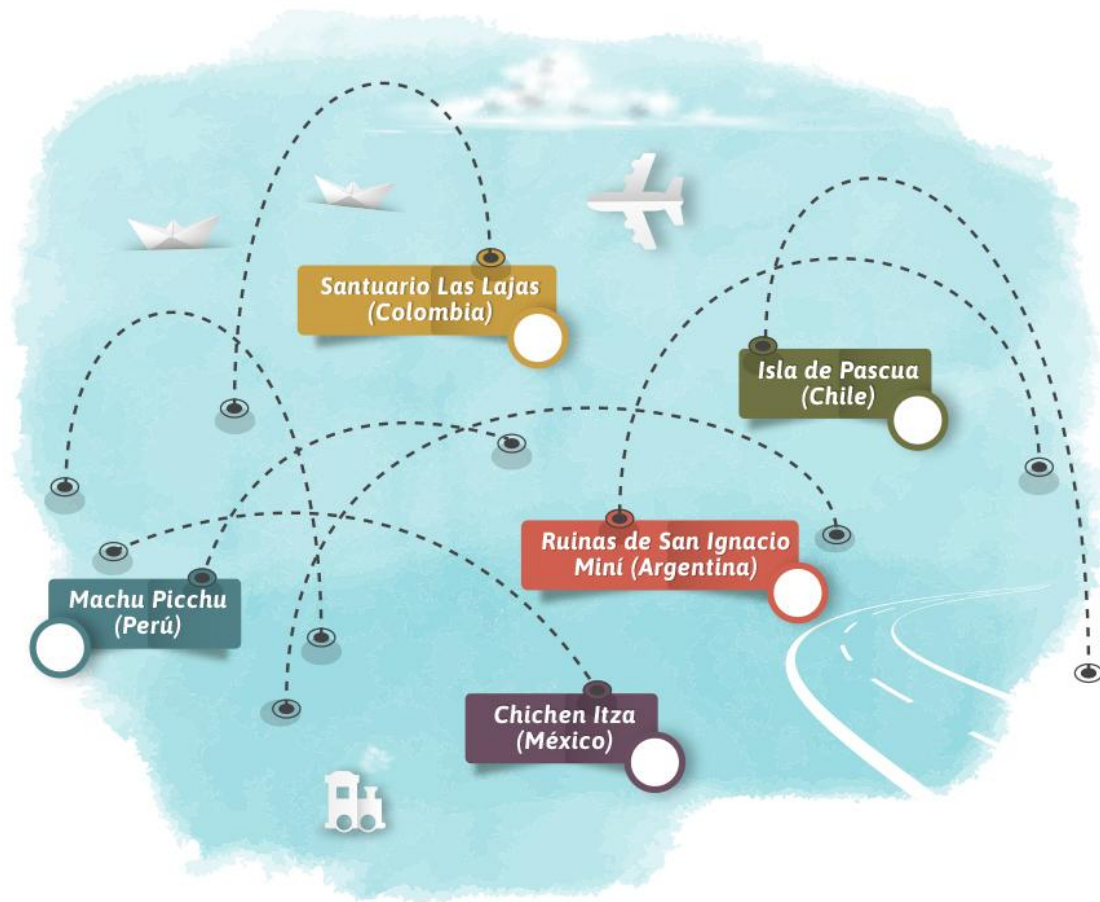 Santuario Las Lajas
(Colombia)
Isla de Pascua
(Chile)
Ruinas de San Ignacio
Miní (Argentina)
Machu Picchu
(Perú)
Chichen Itza
(México)